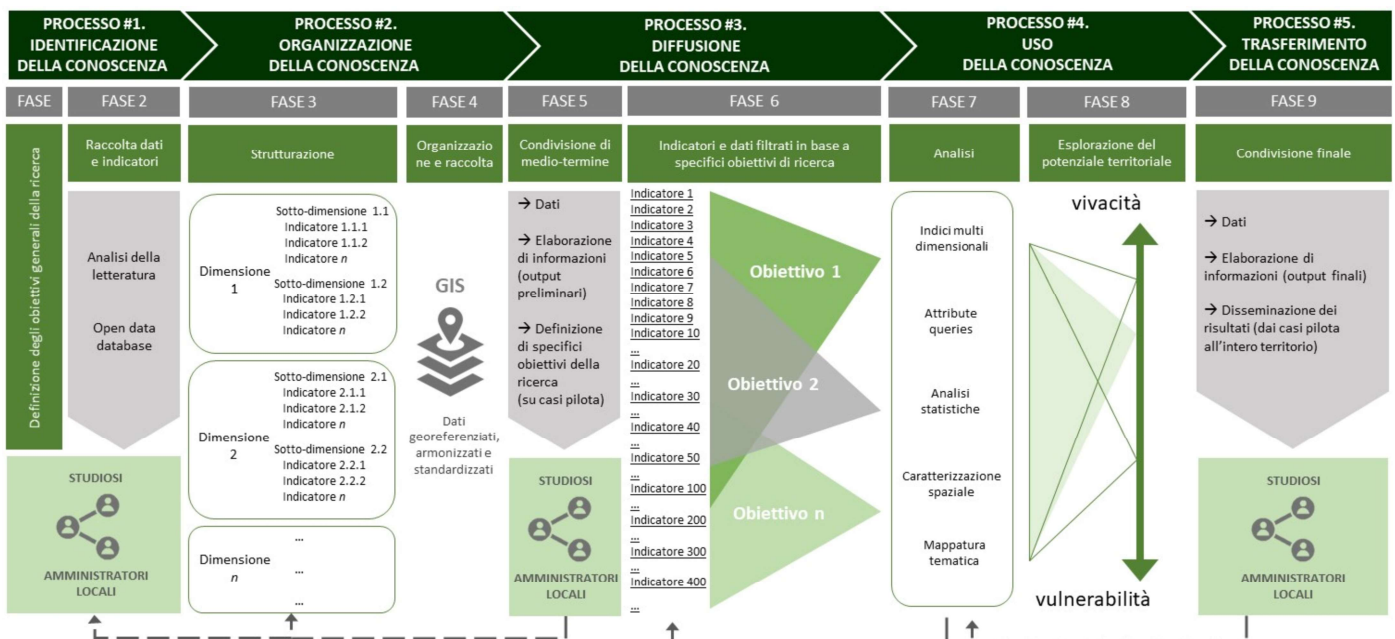 PROCESSO #1.
IDENTIFICAZIONE
DELLA CONOSCENZA
PROCESSO #2.
ORGANIZZAZIONE
DELLA CONOSCENZA
PROCESSO #3.
DIFFUSIONE
DELLA CONOSCENZA
PROCESSO #4.
USO
DELLA CONOSCENZA
PROCESSO #5.
TRASFERIMENTO
DELLA CONOSCENZA
FASE
FASE 2
FASE 3
FASE 4
FASE 5
FASE 6
FASE 7
FASE 8
FASE 9
Definizione degli obiettivi generali della ricerca
Raccolta dati
e indicatori
Strutturazione
Organizzazio
ne e raccolta
Condivisione di
medio-termine
Indicatori e dati filtrati in base a
specifici obiettivi di ricerca
Analisi
Esplorazione del
potenziale territoriale
Condivisione finale
Analisi della
letteratura
Open data
database
STUDIOSI
AMMINISTRATORI
LOCALI
Dimensione
1
Sotto-dimensione 1.1
Indicatore 1.1.1
Indicatore 1.1.2
Indicatore n
Sotto-dimensione 1.2
Indicatore 1.2.1
Indicatore 1.2.2
Indicatore n
Dimensione
2
Sotto-dimensione 2.1
Indicatore 2.1.1
Indicatore 2.1.2
Indicatore n
Sotto-dimensione 2.2
Indicatore 2.2.1
Indicatore 2.2.2
Indicatore n
Dimensione
n
...
...
...
GIS
Dati
georeferenziati,
armonizzati e
standardizzati
→ Dati
→ Elaborazione
di informazioni
(output
preliminari)
→ Definizione
di specifici
obiettivi della
ricerca
(su casi pilota)
STUDIOSI
AMMINISTRATORI
LOCALI
Indicatore 1
Indicatore 2
Indicatore 3
Indicatore 4
Indicatore 5
Indicatore 6
Indicatore 7
Indicatore 8
Indicatore 9
Indicatore 10
...
Indicatore 20
...
Indicatore 30
...
Indicatore 40
...
Indicatore 50
...
Indicatore 100
...
Indicatore 200
...
Indicatore 300
...
Indicatore 400
...
Obiettivo 1
Obiettivo 2
Obiettivo n
Indici multi
dimensionali
Attribute
queries
Analisi
statistiche
Caratterizzazione
spaziale
Mappatura
tematica
vivacità
vulnerabilità
→ Dati
→ Elaborazione di
informazioni (output finali)
→ Disseminazione dei
risultati (dai casi pilota
all'intero territorio)
STUDIOSI
AMMINISTRATORI
LOCALI